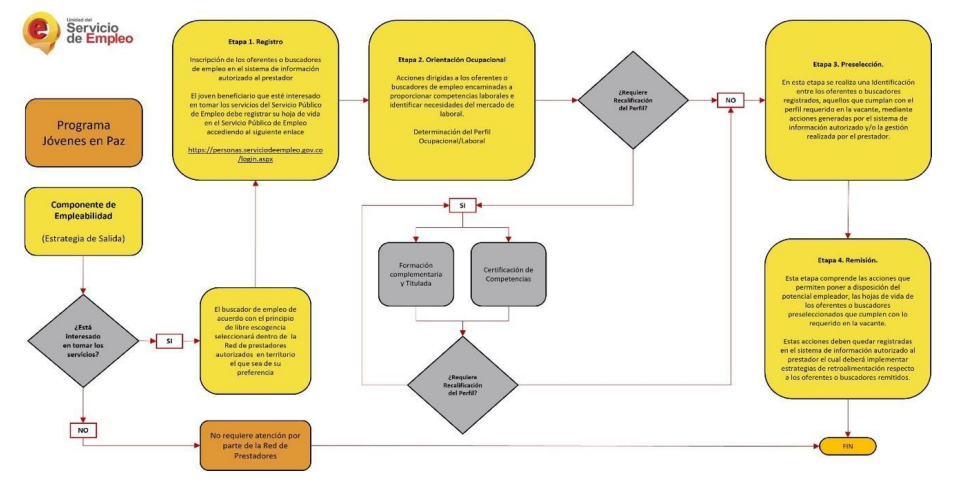 Unidad del
Servicio
de Empleo
Programa
Jóvenes en Paz
Componente de
Empleabilidad
(Estrategia de Salida)
¿Está
interesado
en tomar los
servicios?
SI
NO
El buscador de empleo de
acuerdo con el principio
de libre escogencia
seleccionará dentro de la
Red de prestadores
autorizados en territorio
el que sea de su
preferencia
No requiere atención por
parte de la Red de
Prestadores
Etapa 1. Registro
Inscripción de los oferentes o buscadores
de empleo en el sistema de información
autorizado al prestador
El joven beneficiario que esté interesado
en tomar los servicios del Servicio Público
de Empleo debe registrar su hoja de vida
en el Servicio Público de Empleo
accediendo al siguiente enlace
https://personas.serviciodeempleo.gov.co
/login.aspx
Etapa 2. Orientación Ocupacional
Acciones dirigidas a los oferentes o
buscadores de empleo encaminadas a
proporcionar competencias laborales e
identificar necesidades del mercado de
laboral.
Determinación del Perfil
Ocupacional/Laboral
¿Requiere
Recalificación
del Perfil?
NO
SI
Formación
complementaria
y Titulada
Certificación de
Competencias
¿Requiere
Recalificación
del Perfil?
Etapa 3. Preselección.
En esta etapa se realiza una Identificación
entre los oferentes o buscadores
registrados, aquellos que cumplan con el
perfil requerido en la vacante, mediante
acciones generadas por el sistema de
información autorizado y/o la gestión
realizada por el prestador.
Etapa 4. Remisión.
Esta etapa comprende las acciones que
permiten poner a disposición del
potencial empleador, las hojas de vida de
los oferentes o buscadores
preseleccionados que cumplen con lo
requerido en la vacante.
Estas acciones deben quedar registradas
en el sistema de información autorizado al
prestador el cual deberá implementar
estrategias de retroalimentación respecto
a los oferentes o buscadores remitidos.
FIN